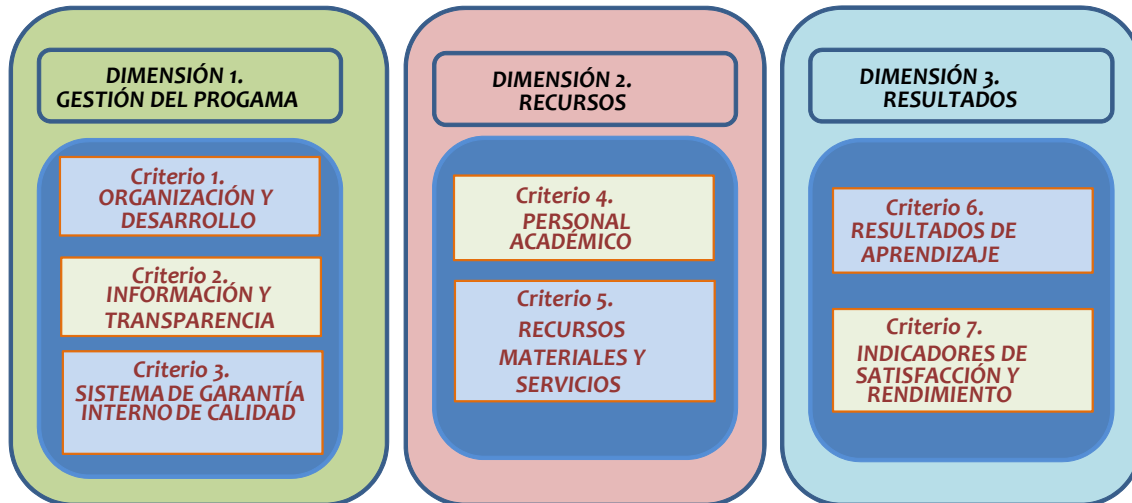 DIMENSIÓN 1.
GESTIÓN DEL PROGAMA
Criterio 1.
ORGANIZACIÓN Y
DESARROLLO
Criterio 2.
INFORMACIÓN Y
TRANSPARENCIA
Criterio 3.
SISTEMA DE GARANTÍA
INTERNO DE CALIDAD
DIMENSIÓN 2.
RECURSOS
Criterio 4.
PERSONAL
ACADÉMICO
Criterio 5.
RECURSOS
MATERIALES Y
SERVICIOS
DIMENSIÓN 3.
RESULTADOS
Criterio 6.
RESULTADOS DE
APRENDIZAJE
Criterio 7.
INDICADORES DE
SATISFACCIÓN Y
RENDIMIENTO